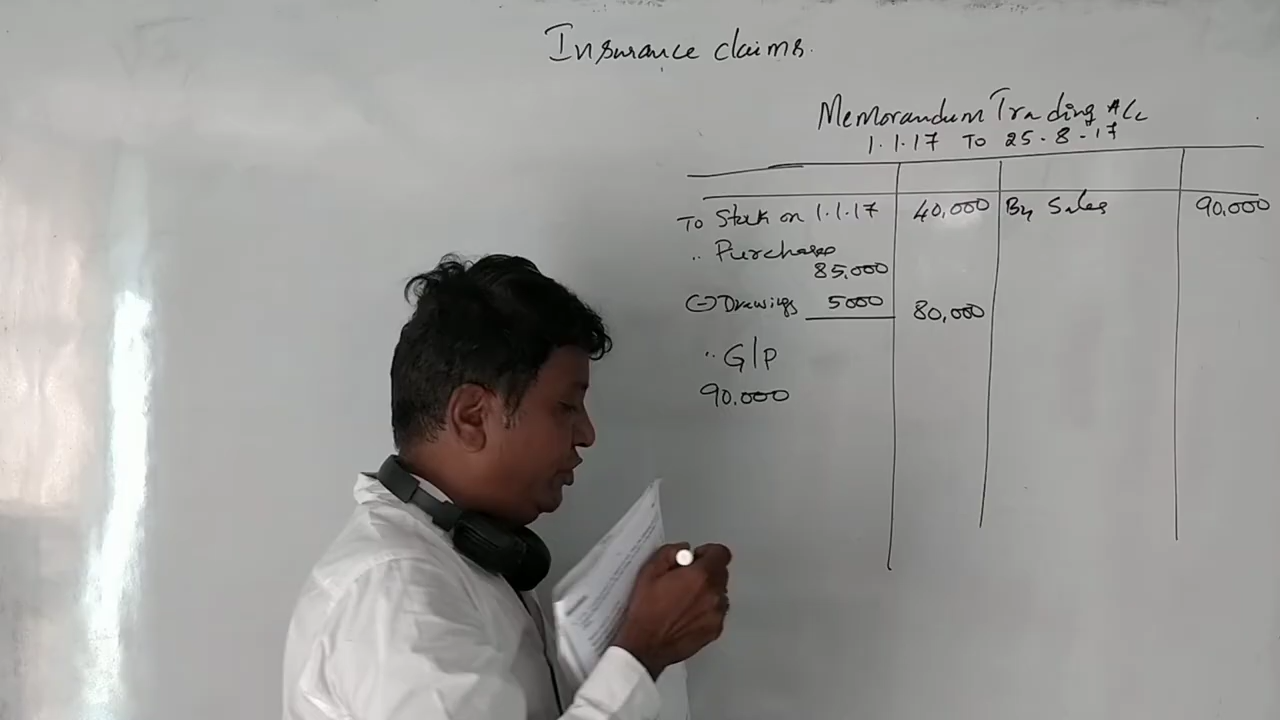 Insurance claims.
Memorandum Trading A/c
1.1.17 To 25-8-17
To Stock on 1.1.17 40,000 By Sales 90,000
.. Purchases
85,000
(-) Drawings 5000 80,000
.. G/P
90,000